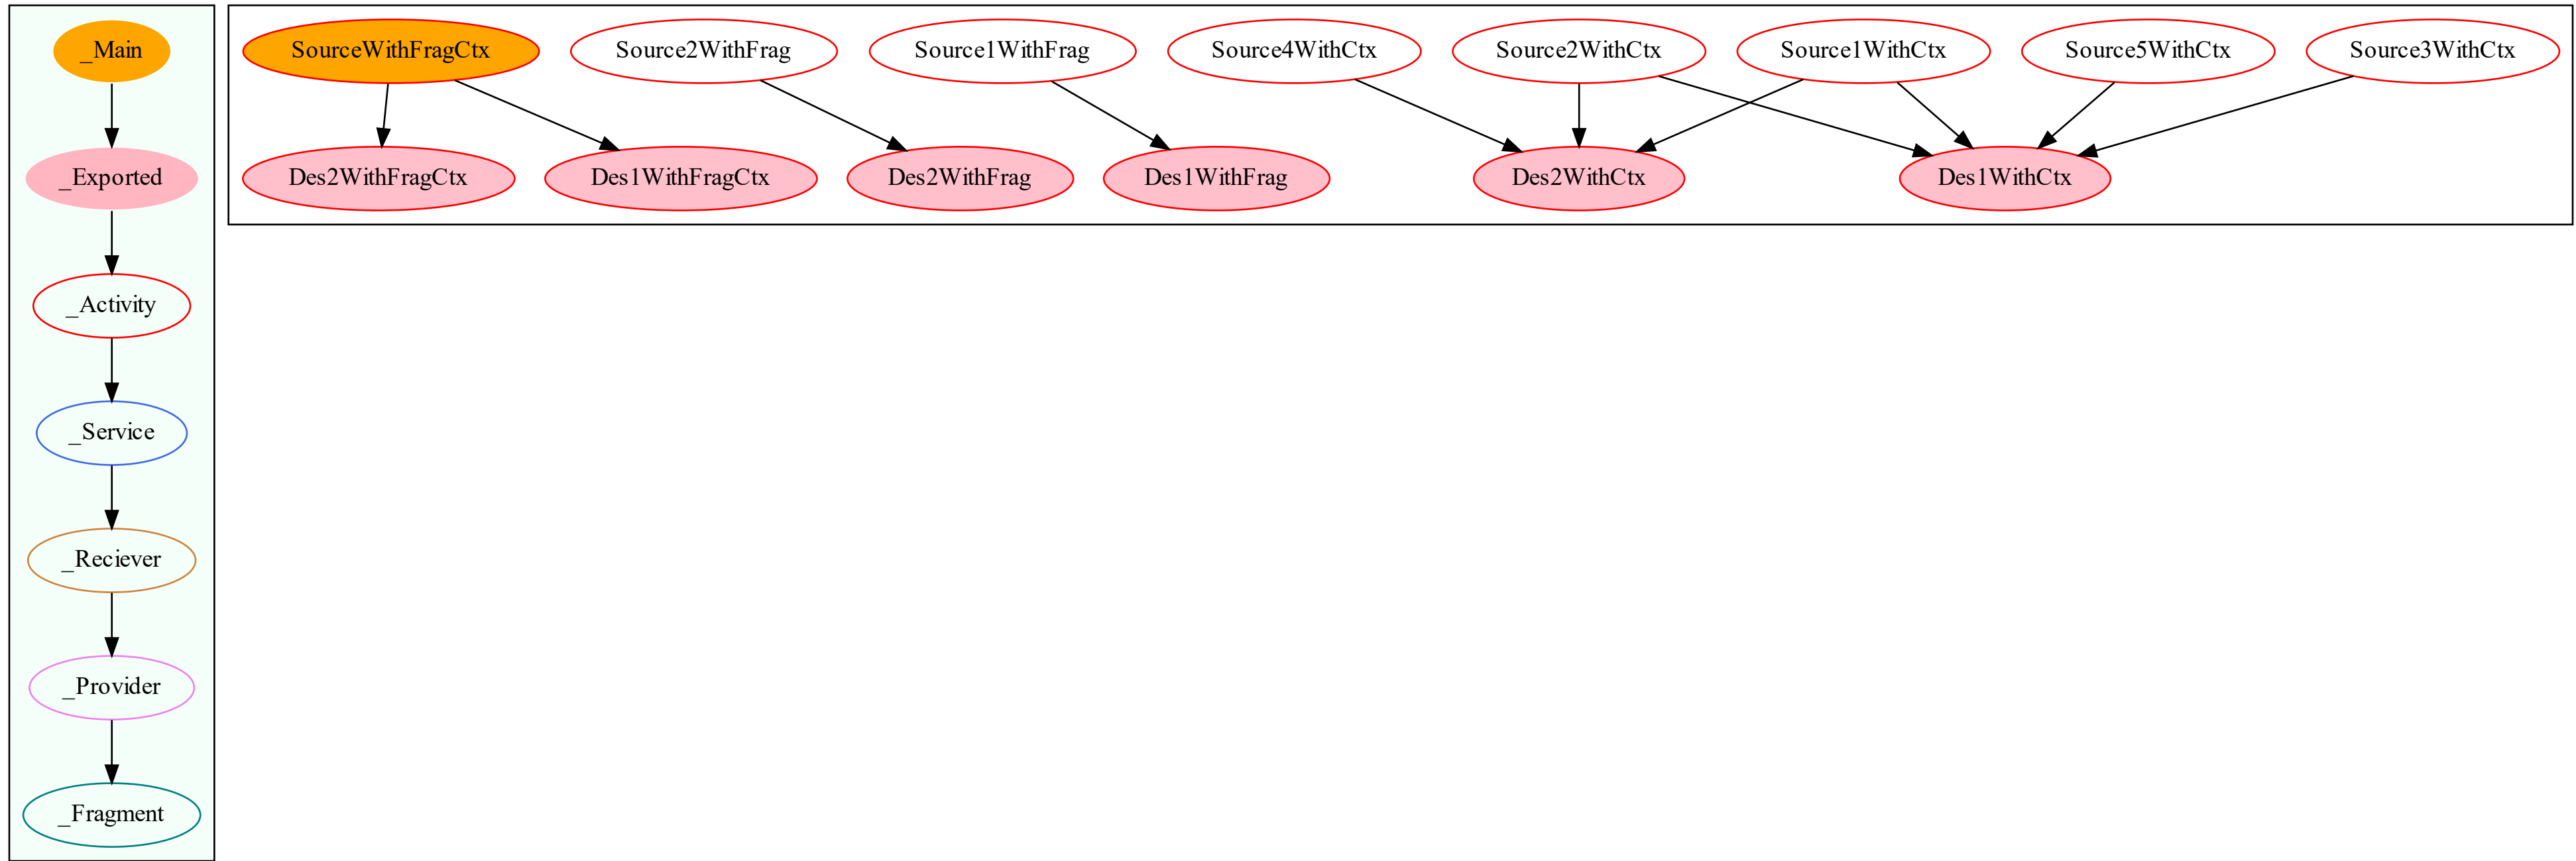 _Main
_Exported
_Activity
_Service
_Reciever
_Provider
_Fragment
SourceWithFragCtx
Source2WithFrag
Source1WithFrag
Source4WithCtx
Source2WithCtx
Source1WithCtx
Source5WithCtx
Source3WithCtx
Des2WithFragCtx
Des1WithFragCtx
Des2WithFrag
Des1WithFrag
Des2WithCtx
Des1WithCtx